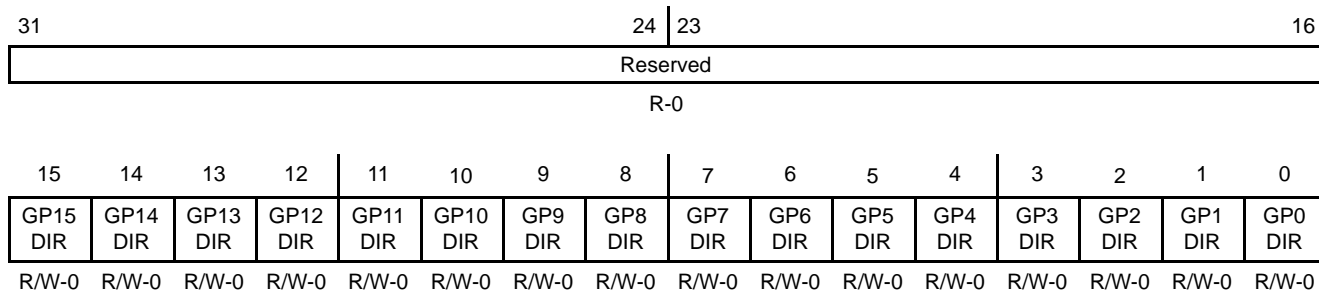 31 24 23 16
Reserved
R-0
15 14 13 12 11 10 9 8 7 6 5 4 3 2 1 0
GP15 GP14 GP13 GP12 GP11 GP10 GP9 GP8 GP7 GP6 GP5 GP4 GP3 GP2 GP1 GP0
DIR DIR DIR DIR DIR DIR DIR DIR DIR DIR DIR DIR DIR DIR DIR DIR
R/W-0 R/W-0 R/W-0 R/W-0 R/W-0 R/W-0 R/W-0 R/W-0 R/W-0 R/W-0 R/W-0 R/W-0 R/W-0 R/W-0 R/W-0 R/W-0